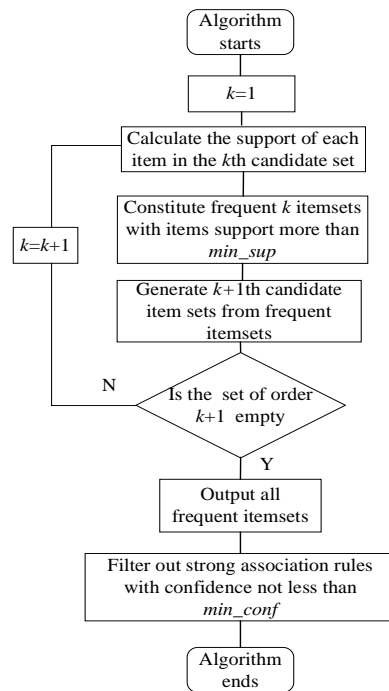 Algorithm
starts
k=1
Calculate the support of each
item in the kth candidate set
Constitute frequent k itemsets
with items support more than
min_sup
k=k+1
Generate k+1th candidate
item sets from frequent
itemsets
N
Is the set of order
k+1 empty
Y
Output all
frequent itemsets
Filter out strong association rules
with confidence not less than
min_conf
Algorithm
ends